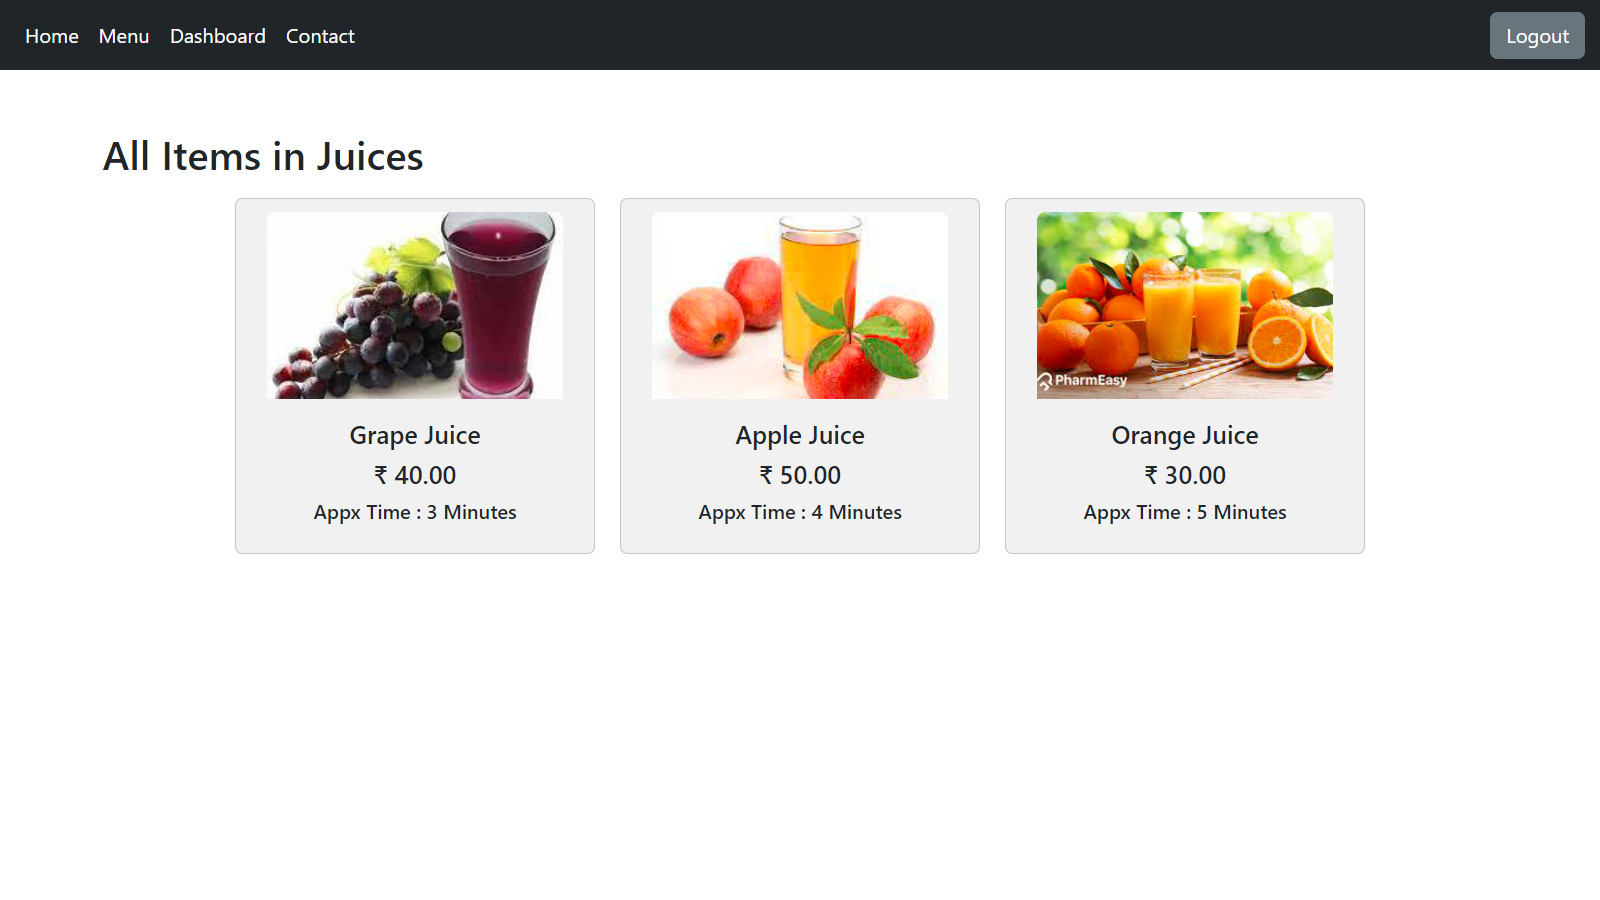 Home Menu Dashboard Contact Logout
All Items in Juices
Grape Juice
₹ 40.00
Appx Time : 3 Minutes
Apple Juice
₹ 50.00
Appx Time : 4 Minutes
PharmEasy
Orange Juice
₹ 30.00
Appx Time : 5 Minutes